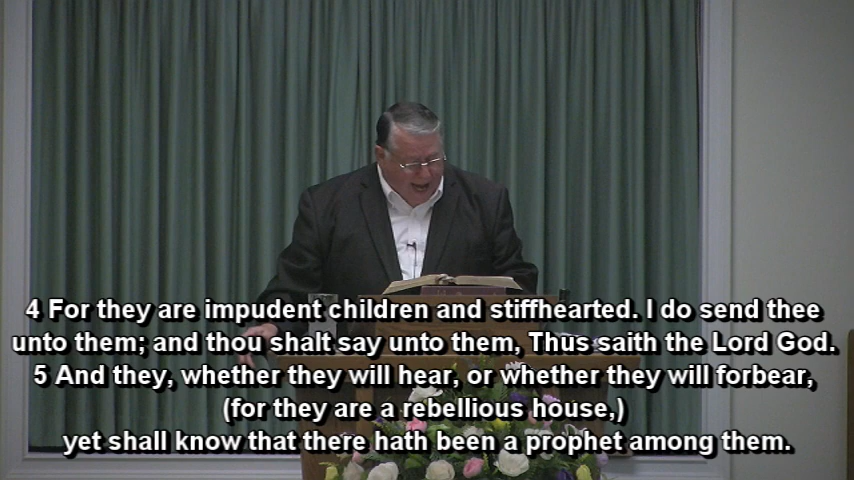 4 For they are impudent children and stiffhearted. I do send thee
unto them; and thou shalt say unto them, Thus saith the Lord God.
5 And they, whether they will hear, or whether they will forbear,
(for they are a rebellious house,)
yet shall know that there hath been a prophet among them.